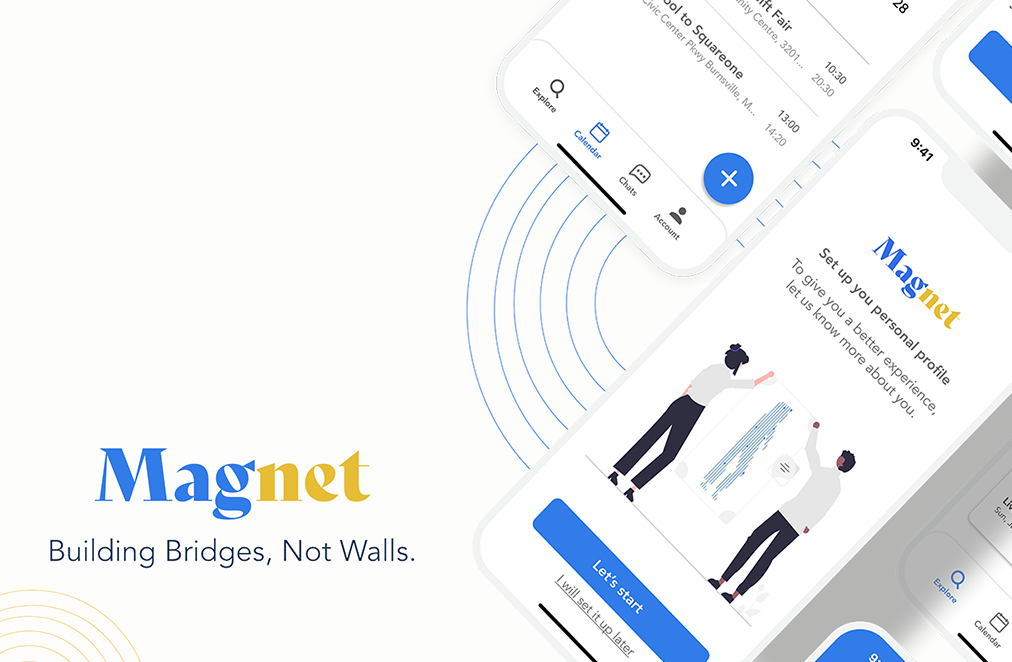 Magnet
Building Bridges, Not Walls.
28
ift Fair
nity Centre, 3201...
10:30
20:30
ol to Squareone
Civic Center Pkwy Burnsville, M...
13:00
14:20
Explore
Calendar
Chats
Account
9:41
Magnet
Set up you personal profile
To give you a better experience,
let us know more about you.
Let's start
I will set it up later
Sun,
Explore
Calendar